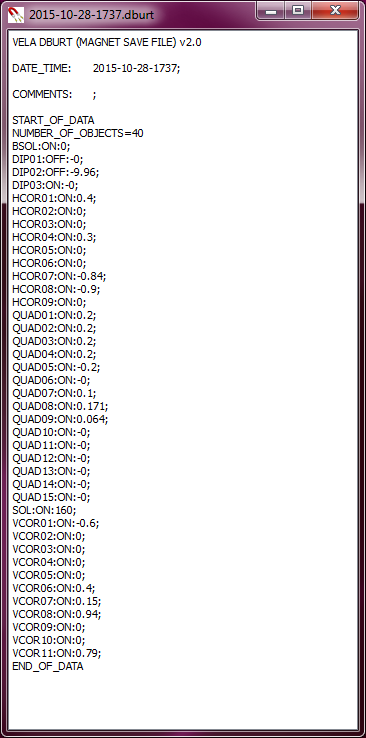 2015-10-28-1737.dburt
VELA DBURT (MAGNET SAVE FILE) v2.0
DATE_TIME: 2015-10-28-1737;
COMMENTS: ;
START_OF_DATA
NUMBER_OF_OBJECTS=40
BSOL:ON:0;
DIP01:OFF:-0;
DIP02:OFF:-9.96;
DIP03:ON:-0;
HCOR01:ON:0.4;
HCOR02:ON:0;
HCOR03:ON:0;
HCOR04:ON:0.3;
HCOR05:ON:0;
HCOR06:ON:0;
HCOR07:ON:-0.84;
HCOR08:ON:-0.9;
HCOR09:ON:0;
QUAD01:ON:0.2;
QUAD02:ON:0.2;
QUAD03:ON:0.2;
QUAD04:ON:0.2;
QUAD05:ON:-0.2;
QUAD06:ON:-0;
QUAD07:ON:0.1;
QUAD08:ON:0.171;
QUAD09:ON:0.064;
QUAD10:ON:-0;
QUAD11:ON:-0;
QUAD12:ON:-0;
QUAD13:ON:-0;
QUAD14:ON:-0;
QUAD15:ON:-0;
SOL:ON:160;
VCOR01:ON:-0.6;
VCOR02:ON:0;
VCOR03:ON:0;
VCOR04:ON:0;
VCOR05:ON:0;
VCOR06:ON:0.4;
VCOR07:ON:0.15;
VCOR08:ON:0.94;
VCOR09:ON:0;
VCOR10:ON:0;
VCOR11:ON:0.79;
END_OF_DATA